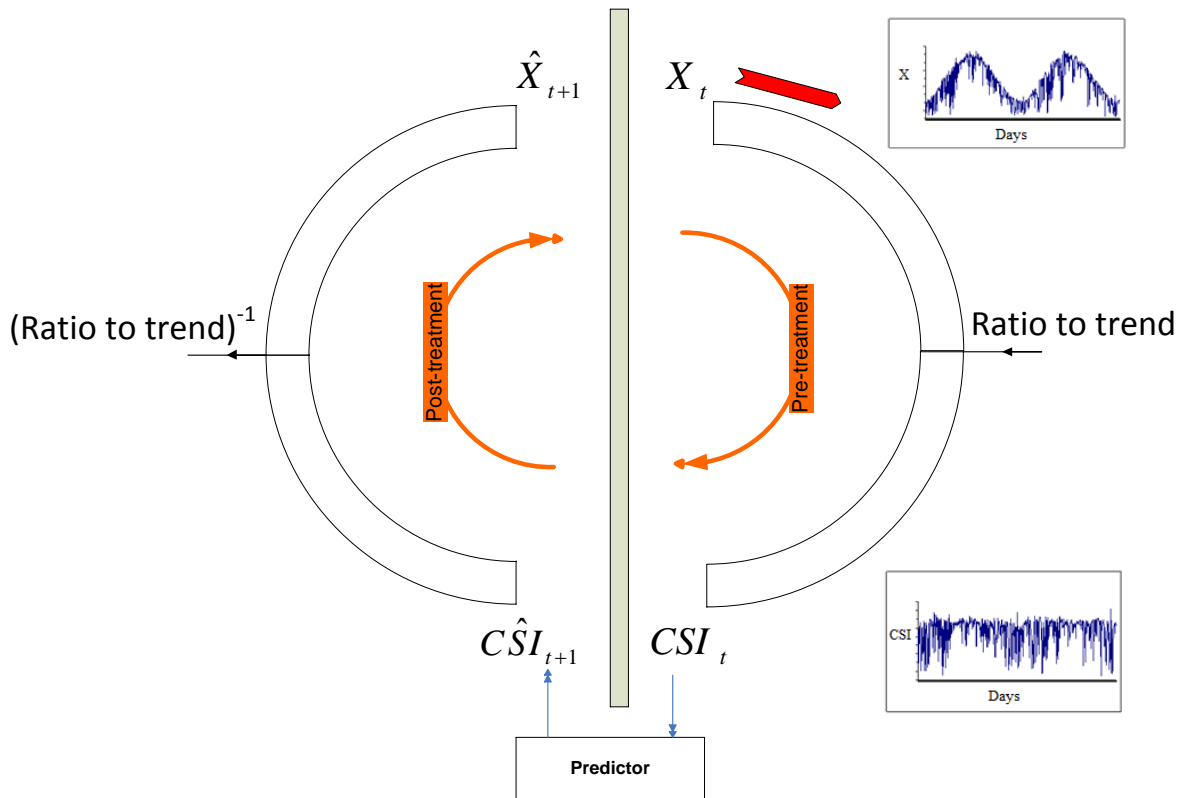 X̂ₜ₊₁
Xₜ
X
Days
(Ratio to trend)⁻¹
Post-treatment
Pre-treatment
Ratio to trend
CŜIₜ₊₁
CSIₜ
CSI
Days
Predictor